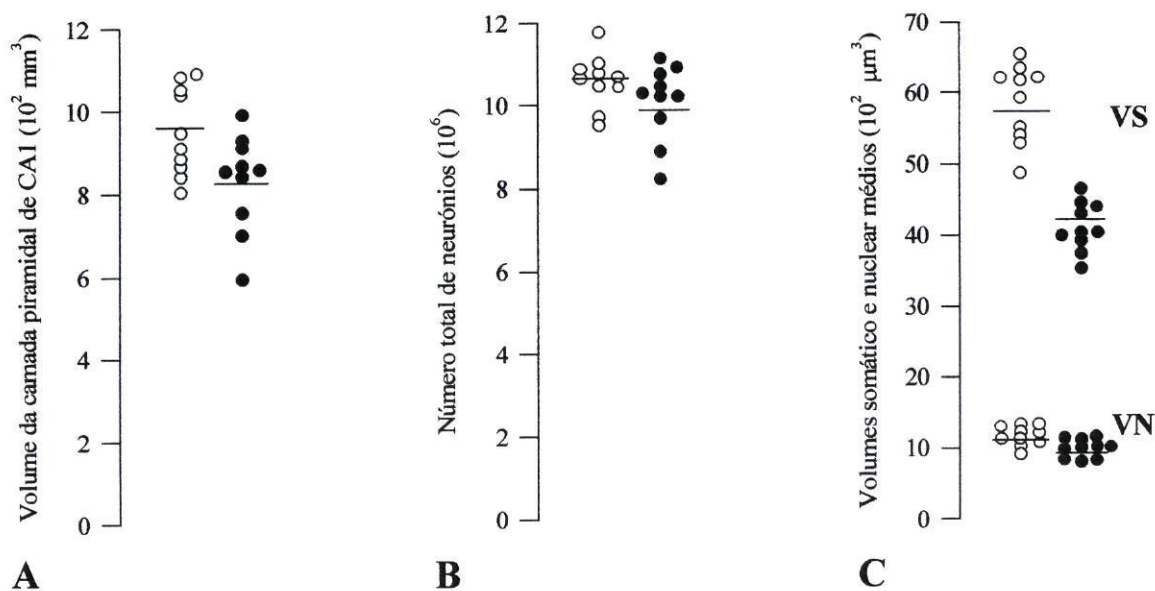 Volume da camada piramidal de CA1 (10² mm³)
12
10
8
6
4
2
0
A
Número total de neurónios (10⁶)
12
10
8
6
4
2
0
B
Volumes somático e nuclear médios (10² µm³)
70
60
50
40
30
20
10
0
VS
VN
C